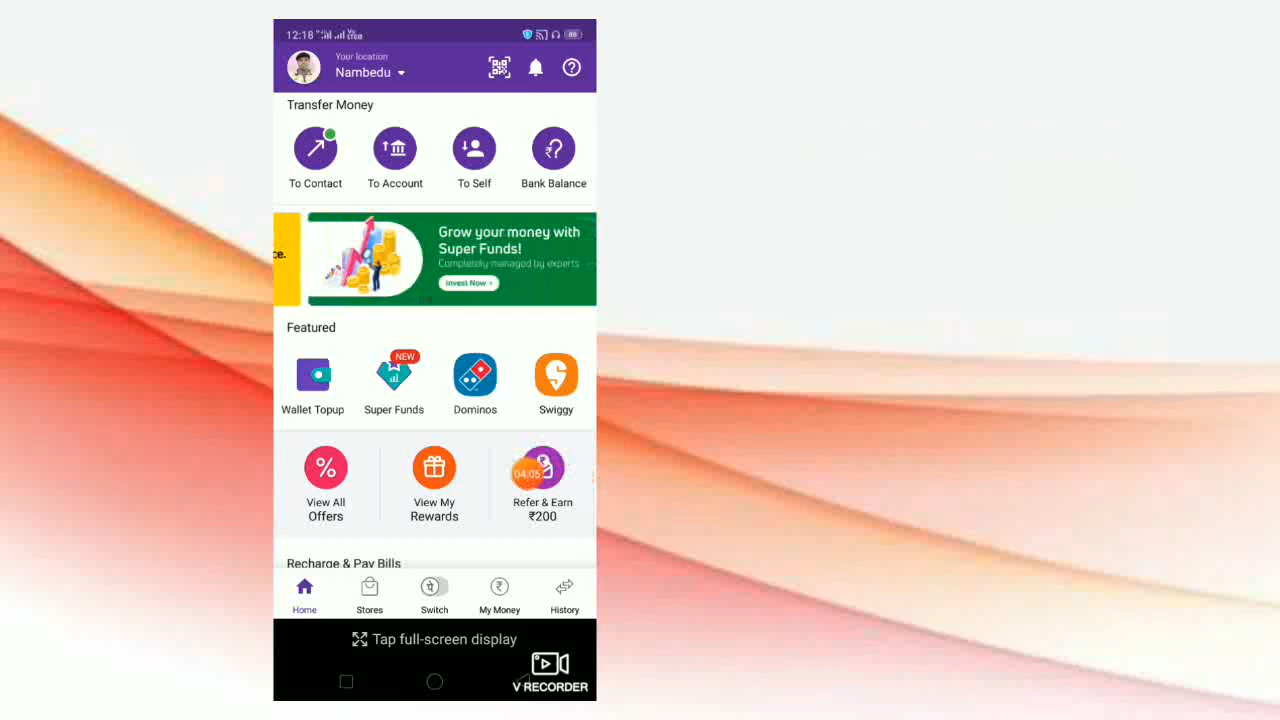 12:18
88
Your location
Nambedu
Transfer Money
To Contact
To Account
To Self
Bank Balance
ce.
Grow your money with
Super Funds!
Completely managed by experts
Invest Now ›
Featured
NEW
Wallet Topup
Super Funds
Dominos
Swiggy
04:05
View All
Offers
View My
Rewards
Refer & Earn
₹200
Recharge & Pay Bills
Home
Stores
Switch
My Money
History
Tap full-screen display
V RECORDER